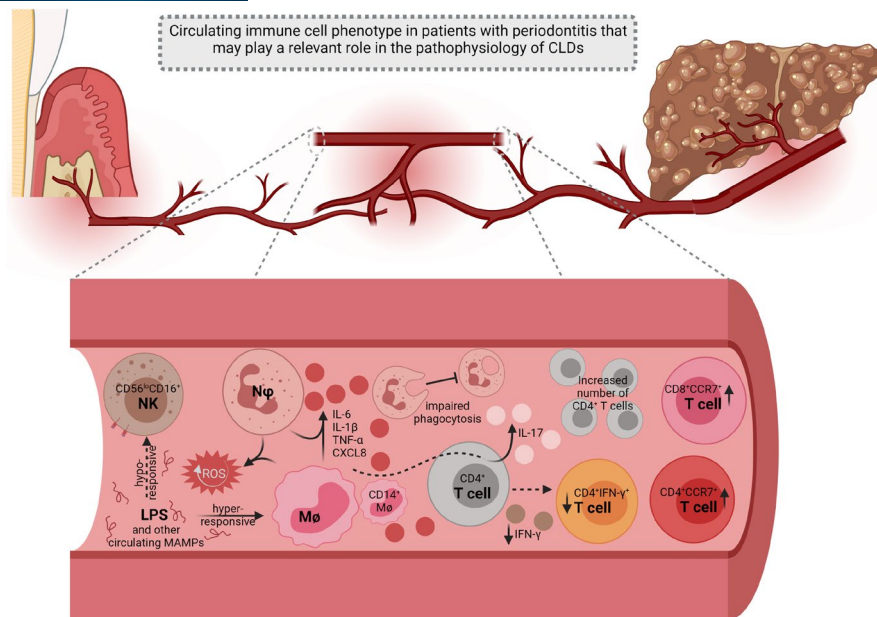 Circulating immune cell phenotype in patients with periodontitis that
may play a relevant role in the pathophysiology of CLDs
CD56ˡᵒCD16⁺
NK
Nφ
IL-6
IL-1β
TNF-α
CXCL8
impaired
phagocytosis
Increased
number of
CD4⁺ T cells
CD8⁺CCR7⁺
T cell
hypo-
responsive
ROS
IL-17
LPS
and other
circulating MAMPs
hyper-
responsive
Mø
CD14⁺
Mø
CD4⁺
T cell
IFN-γ
CD4⁺IFN-γ⁺
T cell
CD4⁺CCR7⁺
T cell